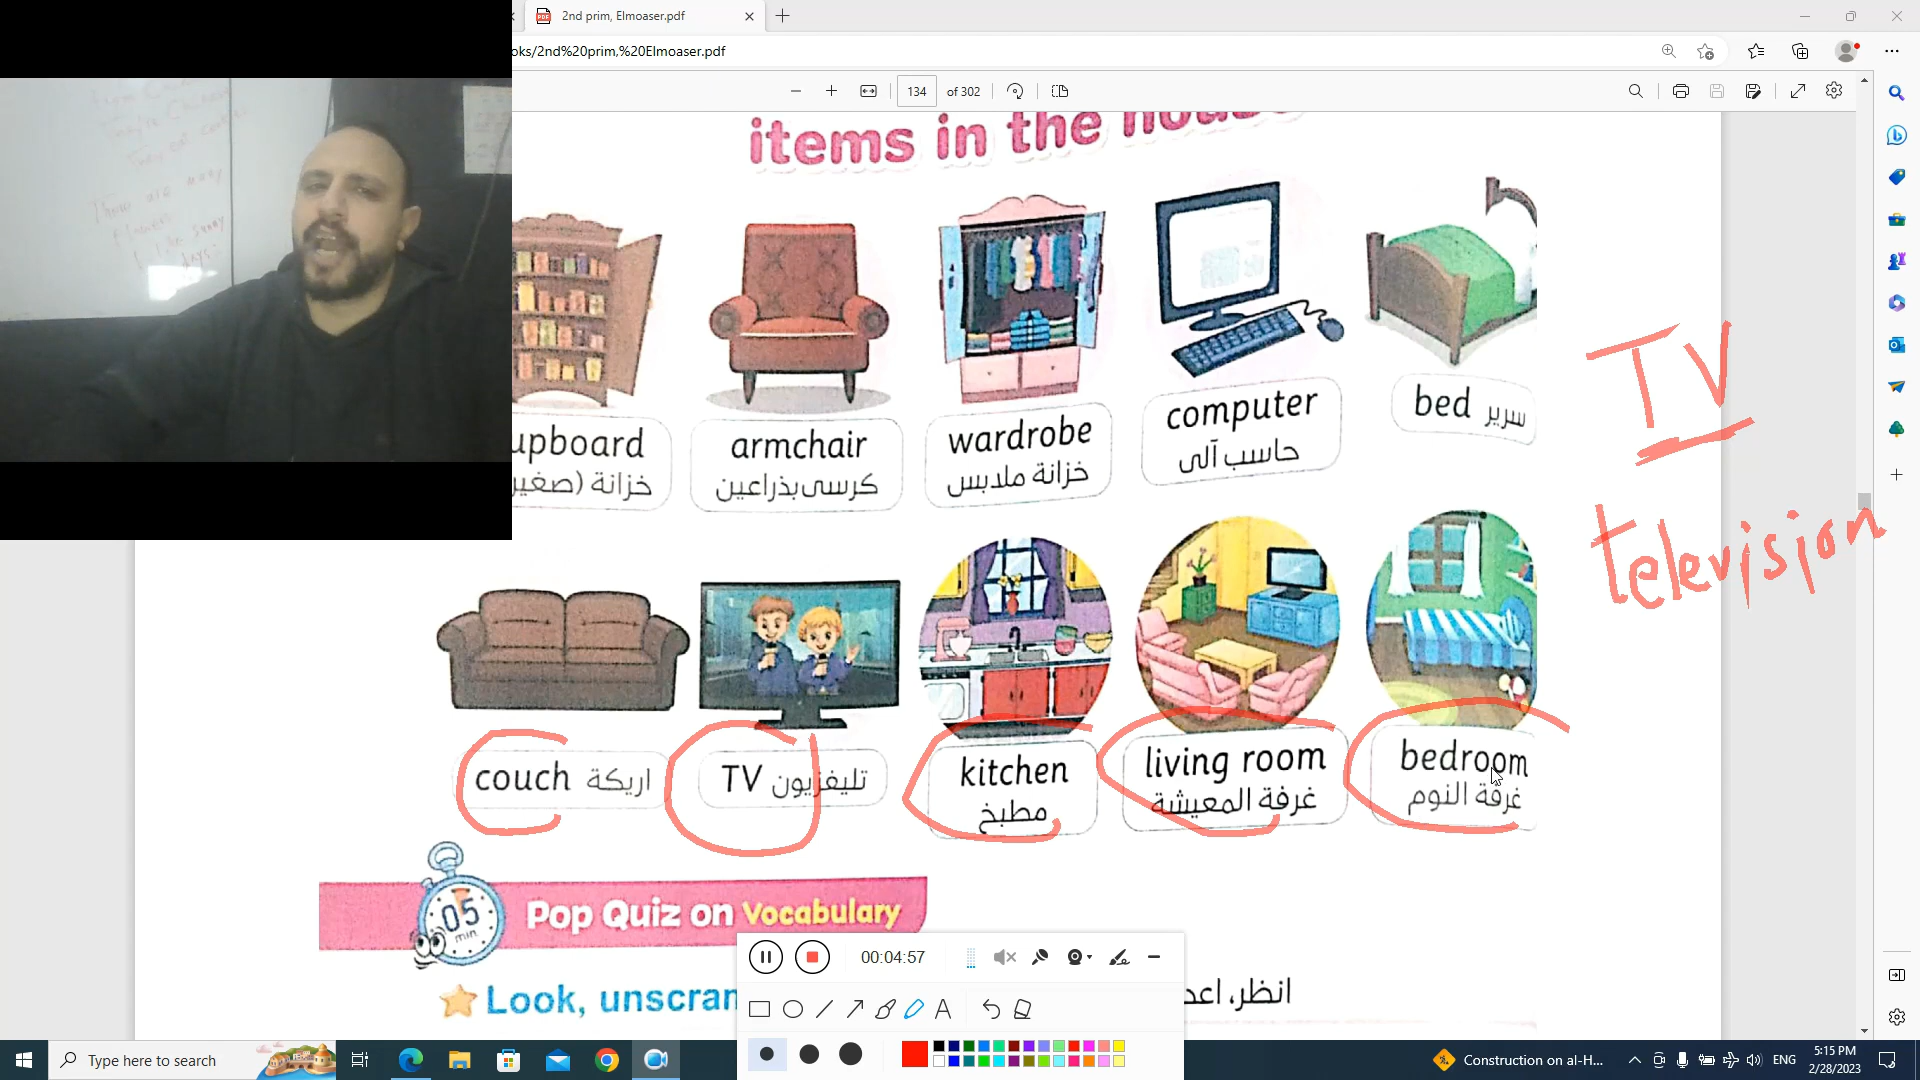 2nd prim, Elmoaser.pdf
oks/2nd%20prim,%20Elmoaser.pdf
134 of 302
items in the
upboard
خزانة (صغير
armchair
كرسى بذراعين
wardrobe
خزانة ملابس
computer
حاسب آلى
bed سرير
TV
television
couch اريكة
TV تليفزيون
kitchen
مطبخ
living room
غرفة المعيشة
bedroom
غرفة النوم
05
min
Pop Quiz on Vocabulary
Look, unscran
انظر، اعد
00:04:57
Type here to search
Construction on al-H...
ENG
5:15 PM
2/28/2023